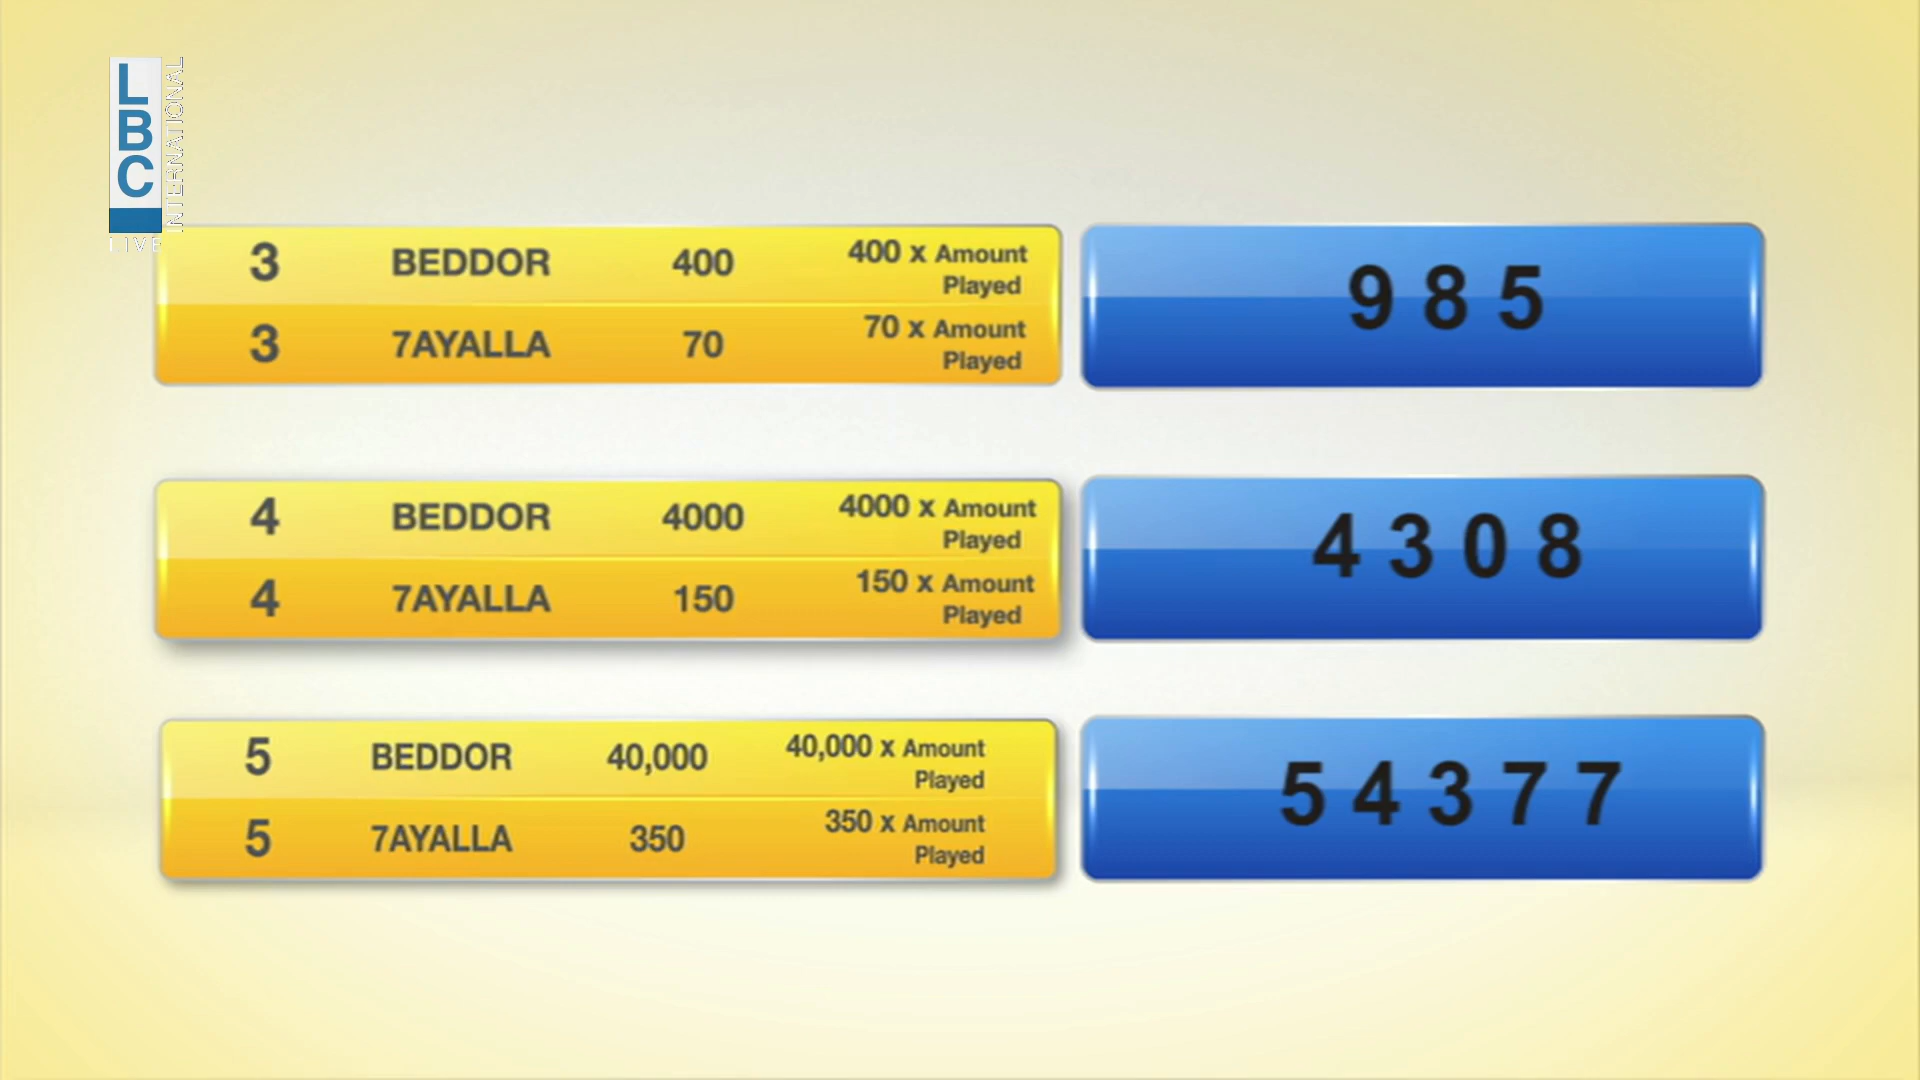 LBC
INTERNATIONAL
LIVE
3 BEDDOR 400 400 x Amount
Played
3 7AYALLA 70 70 x Amount
Played
9 8 5
4 BEDDOR 4000 4000 x Amount
Played
4 7AYALLA 150 150 x Amount
Played
4 3 0 8
5 BEDDOR 40,000 40,000 x Amount
Played
5 7AYALLA 350 350 x Amount
Played
5 4 3 7 7